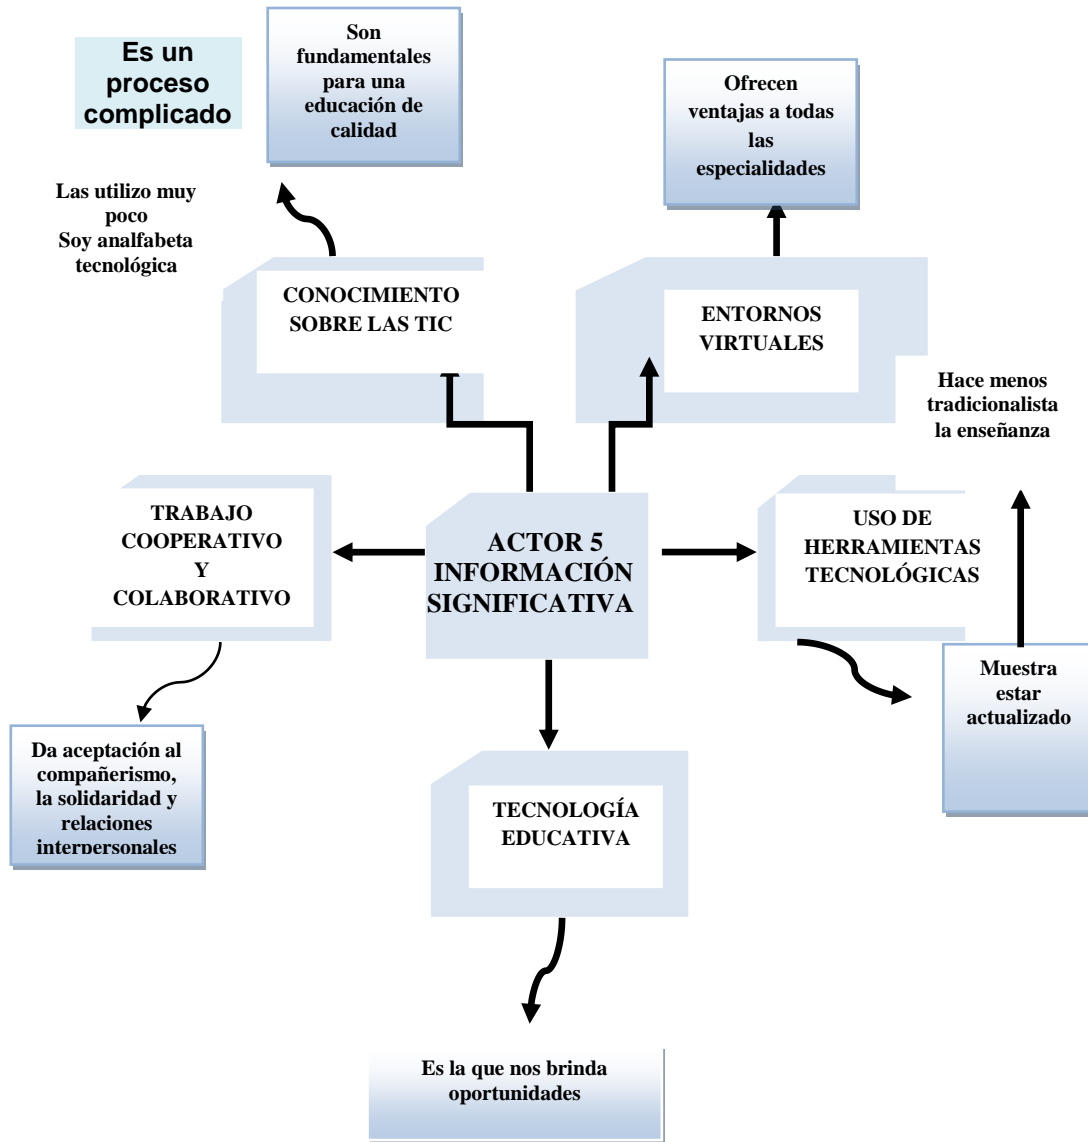 Es un
proceso
complicado
Son
fundamentales
para una
educación de
calidad
Ofrecen
ventajas a todas
las
especialidades
Las utilizo muy
poco
Soy analfabeta
tecnológica
CONOCIMIENTO
SOBRE LAS TIC
ENTORNOS
VIRTUALES
Hace menos
tradicionalista
la enseñanza
TRABAJO
COOPERATIVO
Y
COLABORATIVO
ACTOR 5
INFORMACIÓN
SIGNIFICATIVA
USO DE
HERRAMIENTAS
TECNOLÓGICAS
Muestra
estar
actualizado
Da aceptación al
compañerismo,
la solidaridad y
relaciones
interpersonales
TECNOLOGÍA
EDUCATIVA
Es la que nos brinda
oportunidades